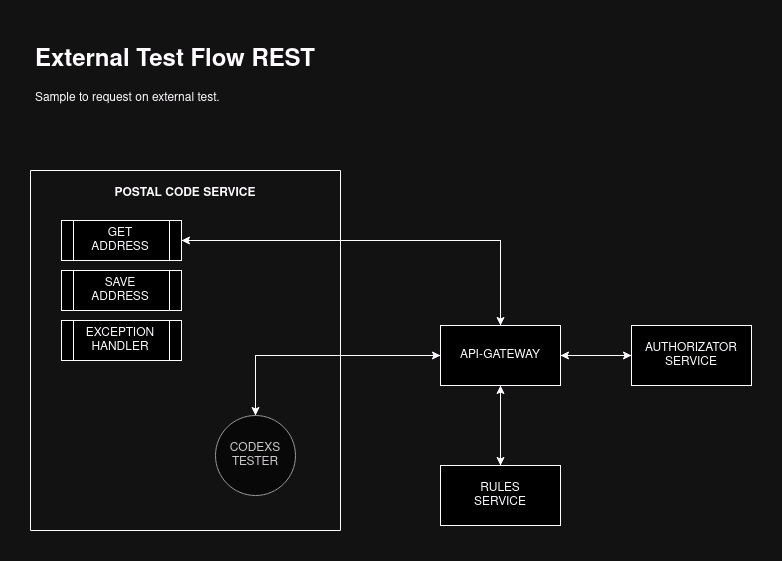 External Test Flow REST
Sample to request on external test.
POSTAL CODE SERVICE
GET
ADDRESS
SAVE
ADDRESS
EXCEPTION
HANDLER
API-GATEWAY
AUTHORIZATOR
SERVICE
CODEXS
TESTER
RULES
SERVICE